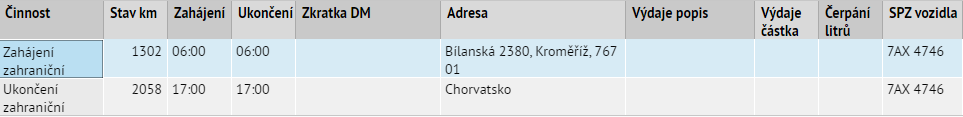 Činnost Stav km Zahájení Ukončení Zkratka DM Adresa Výdaje popis Výdaje Čerpání SPZ vozidla
částka litrů
Zahájení 1302 06:00 06:00 Bílanská 2380, Kroměříž, 767 7AX 4746
zahraniční 01
Ukončení 2058 17:00 17:00 Chorvatsko 7AX 4746
zahraniční